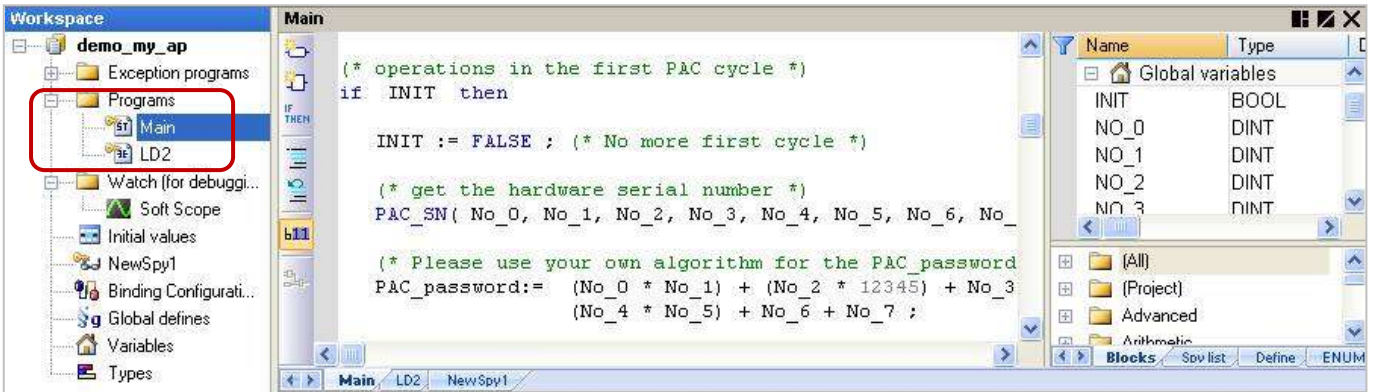 Workspace
demo_my_ap
Exception programs
Programs
ST Main
LD2
Watch (for debuggi...
Soft Scope
Initial values
NewSpy1
Binding Configurati...
Global defines
Variables
Types
Main
IF
THEN
b11
(* operations in the first PAC cycle *)
if INIT then
INIT := FALSE ; (* No more first cycle *)
(* get the hardware serial number *)
PAC_SN( No_0, No_1, No_2, No_3, No_4, No_5, No_6, No_
(* Please use your own algorithm for the PAC_password
PAC_password:= (No_0 * No_1) + (No_2 * 12345) + No_3
(No_4 * No_5) + No_6 + No_7 ;
Main LD2 NewSpy1
Name Type
Global variables
INIT BOOL
NO_0 DINT
NO_1 DINT
NO_2 DINT
NO_3 DINT
(All)
(Project)
Advanced
Arithmetic
Blocks Spy list Define ENUM